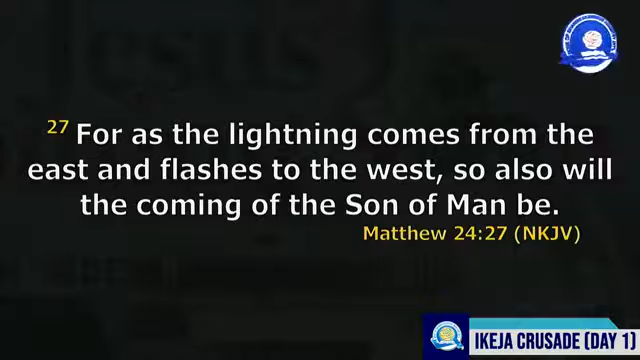 27 For as the lightning comes from the
east and flashes to the west, so also will
the coming of the Son of Man be.
Matthew 24:27 (NKJV)
IKEJA CRUSADE (DAY 1)